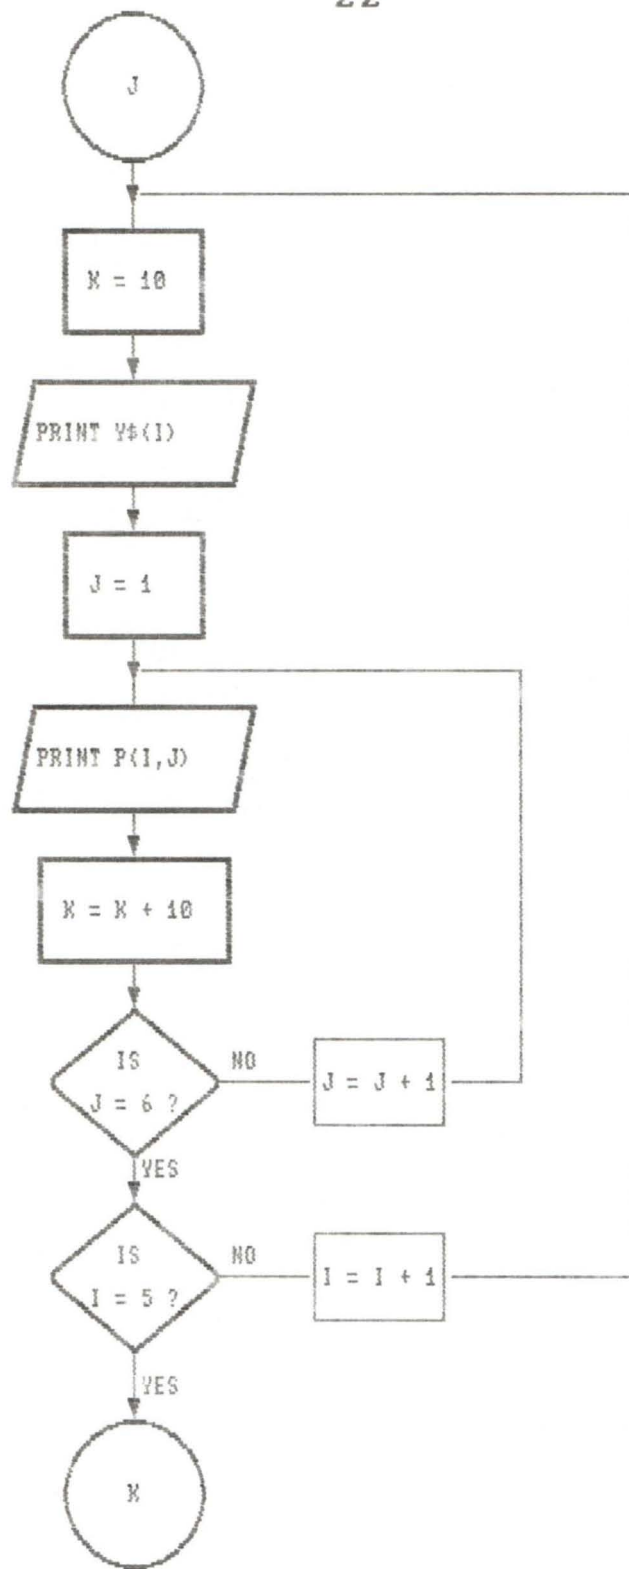 22
J
K = 10
PRINT Y$(I)
J = 1
PRINT P(I,J)
K = K + 10
IS
J = 6 ?
NO
J = J + 1
YES
IS
I = 5 ?
NO
I = I + 1
YES
K